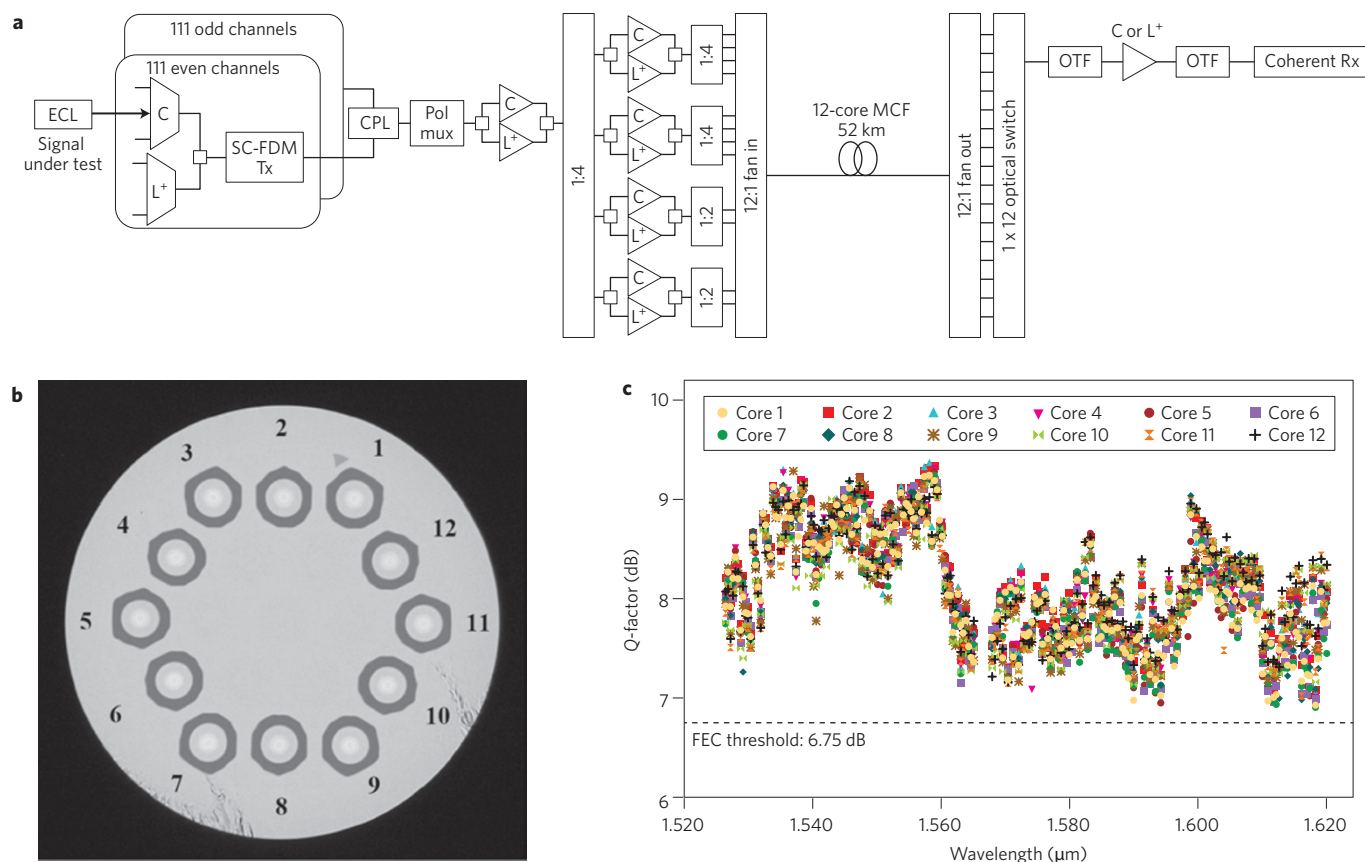 a
111 odd channels
111 even channels
ECL
Signal
under test
C
L+
SC-FDM
Tx
CPL
Pol
mux
C
L+
1:4
C
L+
1:4
C
L+
1:4
C
L+
1:2
C
L+
1:2
12:1 fan in
12-core MCF
52 km
12:1 fan out
1 x 12 optical switch
OTF
C or L+
OTF
Coherent Rx
b
2
3
1
4
12
5
11
6
10
7
9
8
c
10
9
8
7
6
Q-factor (dB)
Core 1
Core 2
Core 3
Core 4
Core 5
Core 6
Core 7
Core 8
Core 9
Core 10
Core 11
Core 12
FEC threshold: 6.75 dB
1.520
1.540
1.560
1.580
1.600
1.620
Wavelength (µm)